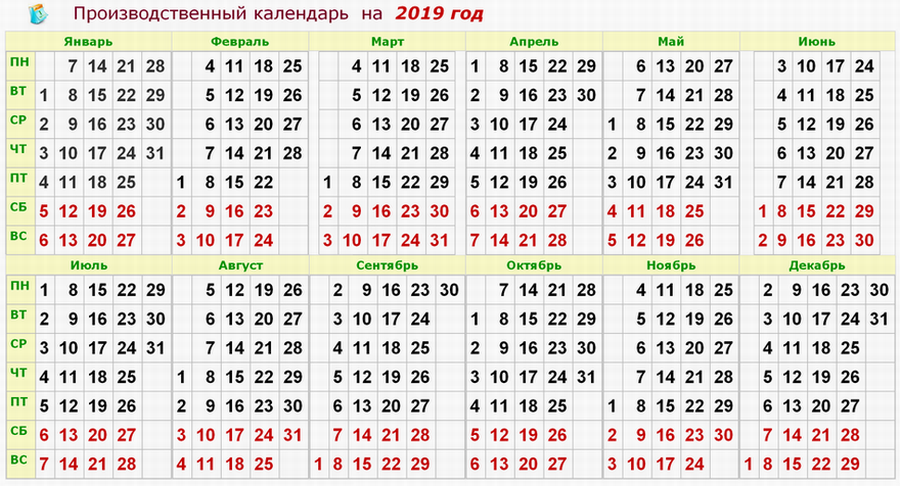 Производственный календарь на 2019 год
Январь Февраль Март Апрель Май Июнь
ПН 7 14 21 28 4 11 18 25 4 11 18 25 1 8 15 22 29 6 13 20 27 3 10 17 24
ВТ 1 8 15 22 29 5 12 19 26 5 12 19 26 2 9 16 23 30 7 14 21 28 4 11 18 25
СР 2 9 16 23 30 6 13 20 27 6 13 20 27 3 10 17 24 1 8 15 22 29 5 12 19 26
ЧТ 3 10 17 24 31 7 14 21 28 7 14 21 28 4 11 18 25 2 9 16 23 30 6 13 20 27
ПТ 4 11 18 25 1 8 15 22 1 8 15 22 29 5 12 19 26 3 10 17 24 31 7 14 21 28
СБ 5 12 19 26 2 9 16 23 2 9 16 23 30 6 13 20 27 4 11 18 25 1 8 15 22 29
ВС 6 13 20 27 3 10 17 24 3 10 17 24 31 7 14 21 28 5 12 19 26 2 9 16 23 30
Июль Август Сентябрь Октябрь Ноябрь Декабрь
ПН 1 8 15 22 29 5 12 19 26 2 9 16 23 30 7 14 21 28 4 11 18 25 2 9 16 23 30
ВТ 2 9 16 23 30 6 13 20 27 3 10 17 24 1 8 15 22 29 5 12 19 26 3 10 17 24 31
СР 3 10 17 24 31 7 14 21 28 4 11 18 25 2 9 16 23 30 6 13 20 27 4 11 18 25
ЧТ 4 11 18 25 1 8 15 22 29 5 12 19 26 3 10 17 24 31 7 14 21 28 5 12 19 26
ПТ 5 12 19 26 2 9 16 23 30 6 13 20 27 4 11 18 25 1 8 15 22 29 6 13 20 27
СБ 6 13 20 27 3 10 17 24 31 7 14 21 28 5 12 19 26 2 9 16 23 30 7 14 21 28
ВС 7 14 21 28 4 11 18 25 1 8 15 22 29 6 13 20 27 3 10 17 24 1 8 15 22 29